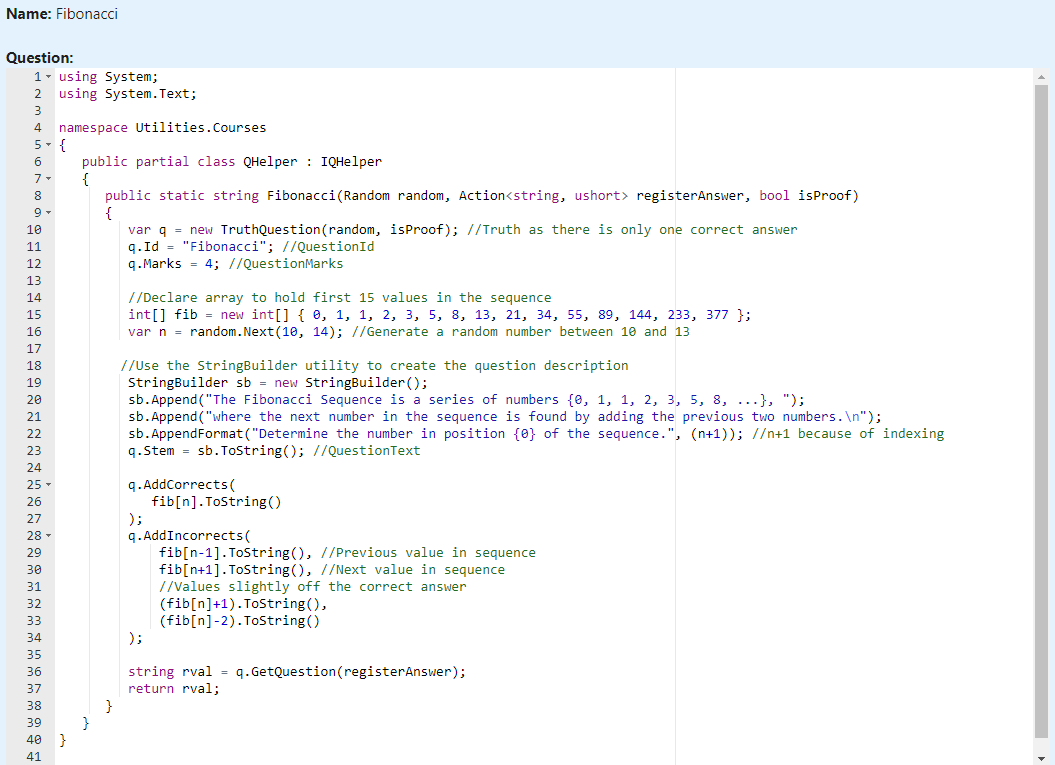 Name: Fibonacci
Question:
1 using System;
2 using System.Text;
3
4 namespace Utilities.Courses
5 {
6 public partial class QHelper : IQHelper
7 {
8 public static string Fibonacci(Random random, Action<string, ushort> registerAnswer, bool isProof)
9 {
10 var q = new TruthQuestion(random, isProof); //Truth as there is only one correct answer
11 q.Id = "Fibonacci"; //QuestionId
12 q.Marks = 4; //QuestionMarks
13
14 //Declare array to hold first 15 values in the sequence
15 int[] fib = new int[] { 0, 1, 1, 2, 3, 5, 8, 13, 21, 34, 55, 89, 144, 233, 377 };
16 var n = random.Next(10, 14); //Generate a random number between 10 and 13
17
18 //Use the StringBuilder utility to create the question description
19 StringBuilder sb = new StringBuilder();
20 sb.Append("The Fibonacci Sequence is a series of numbers {0, 1, 1, 2, 3, 5, 8, ...}, ");
21 sb.Append("where the next number in the sequence is found by adding the previous two numbers.\n");
22 sb.AppendFormat("Determine the number in position {0} of the sequence.", (n+1)); //n+1 because of indexing
23 q.Stem = sb.ToString(); //QuestionText
24
25 q.AddCorrects(
26 fib[n].ToString()
27 );
28 q.AddIncorrects(
29 fib[n-1].ToString(), //Previous value in sequence
30 fib[n+1].ToString(), //Next value in sequence
31 //Values slightly off the correct answer
32 (fib[n]+1).ToString(),
33 (fib[n]-2).ToString()
34 );
35
36 string rval = q.GetQuestion(registerAnswer);
37 return rval;
38 }
39 }
40 }
41